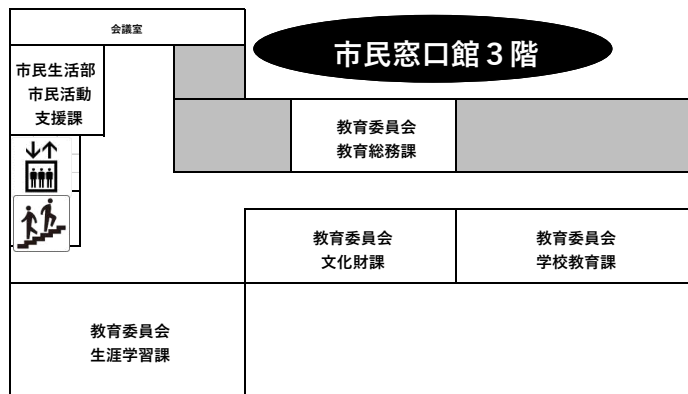 会議室
市民窓口館３階
市民生活部
市民活動
支援課
教育委員会
教育総務課
教育委員会
文化財課
教育委員会
学校教育課
教育委員会
生涯学習課